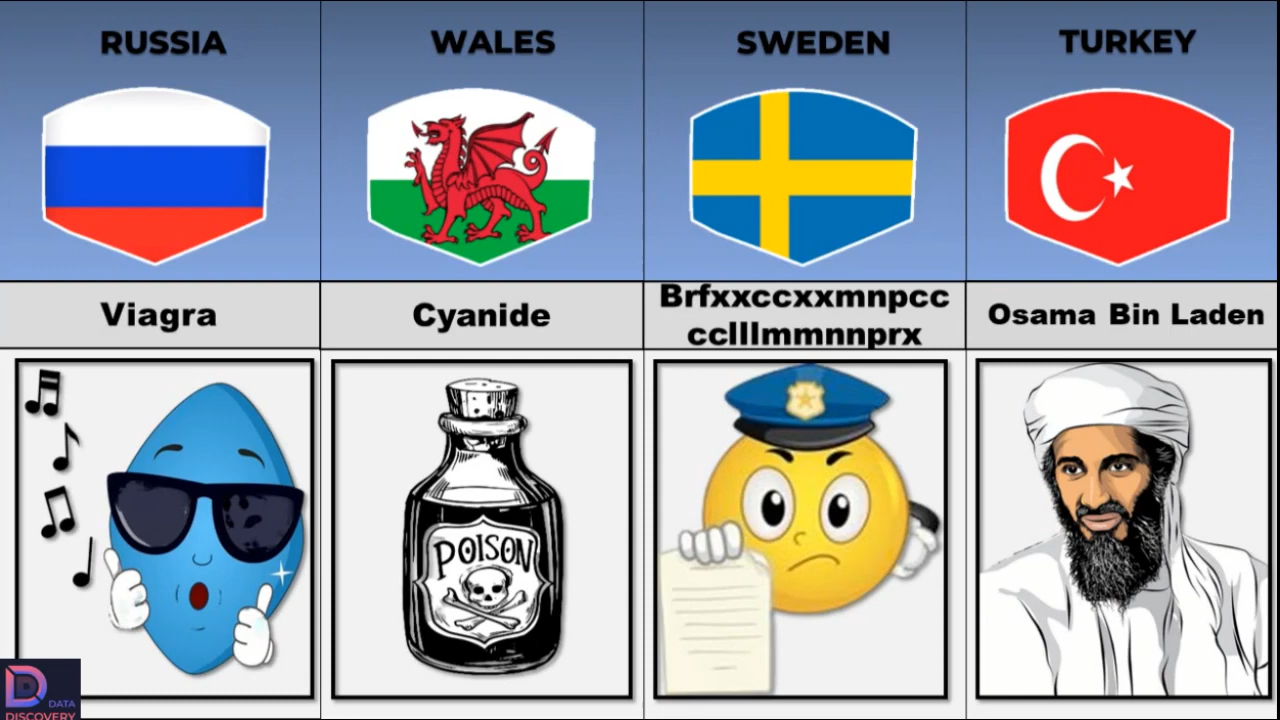 RUSSIA
WALES
SWEDEN
TURKEY
Viagra
Cyanide
Brfxxccxxmnpcc
cclllmmnnprx
Osama Bin Laden
POISON
DATA
DISCOVERY